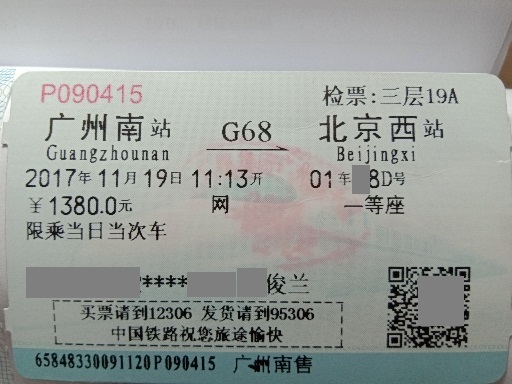 P090415 检票:三层19A
广州南站 G68 北京西站
Guangzhounan Beijingxi
2017年11月19日11:13开 01车8D号
¥1380.0元 网 一等座
限乘当日当次车
****俊兰
买票请到12306 发货请到95306
中国铁路祝您旅途愉快
65848330091120P090415 广州南售